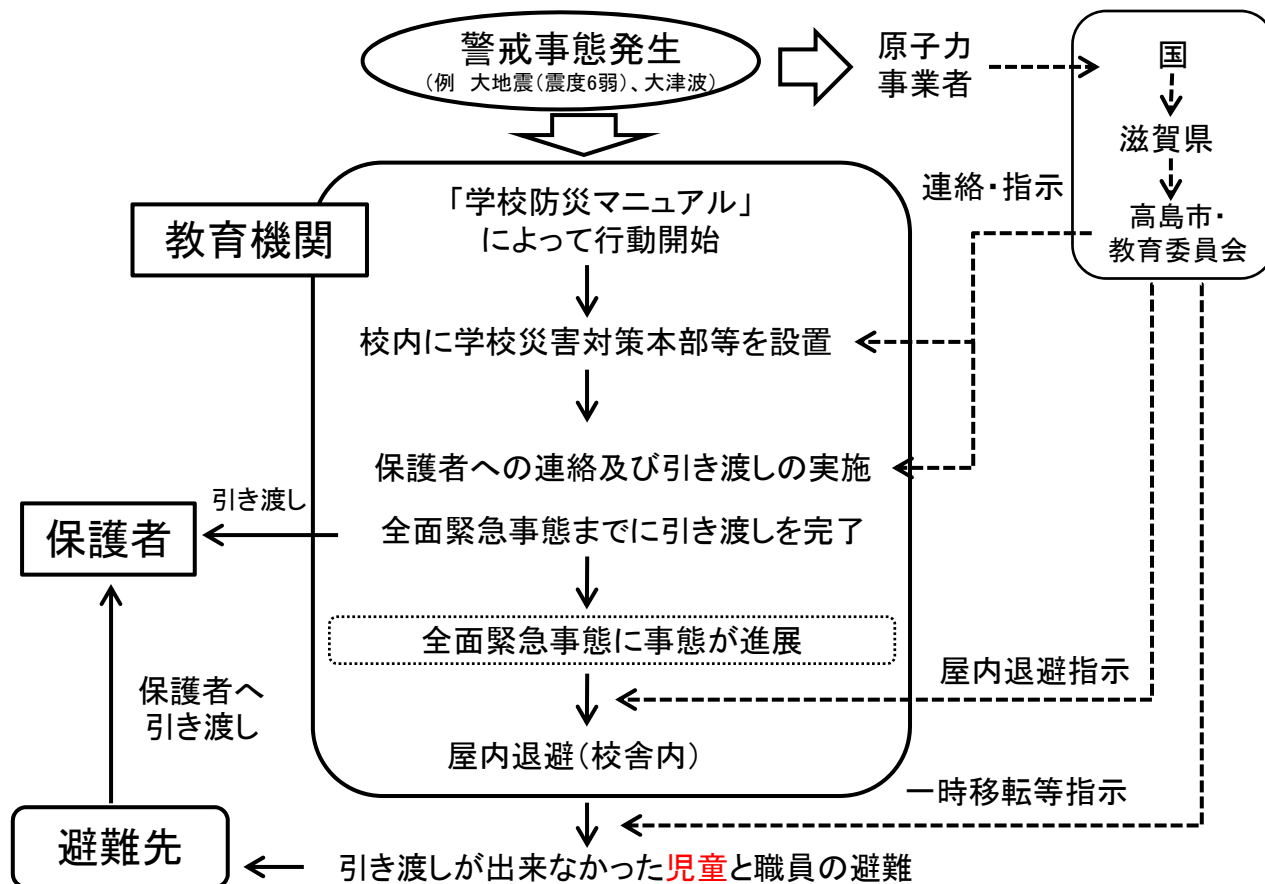 警戒事態発生
(例　大地震(震度6弱)、大津波)
原子力
事業者
国
滋賀県
高島市・
教育委員会
連絡・指示
教育機関
「学校防災マニュアル」
によって行動開始
校内に学校災害対策本部等を設置
保護者への連絡及び引き渡しの実施
引き渡し
保護者
全面緊急事態までに引き渡しを完了
全面緊急事態に事態が進展
屋内退避指示
保護者へ
引き渡し
屋内退避(校舎内)
一時移転等指示
避難先
引き渡しが出来なかった児童と職員の避難